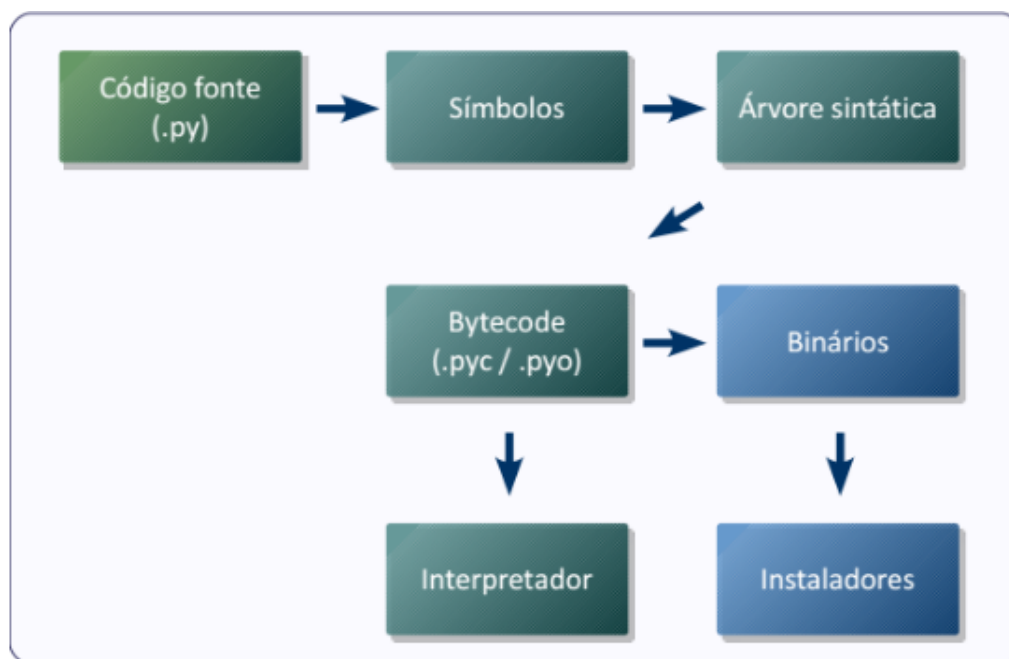 Código fonte
(.py)
Símbolos
Árvore sintática
Bytecode
(.pyc / .pyo)
Binários
Interpretador
Instaladores